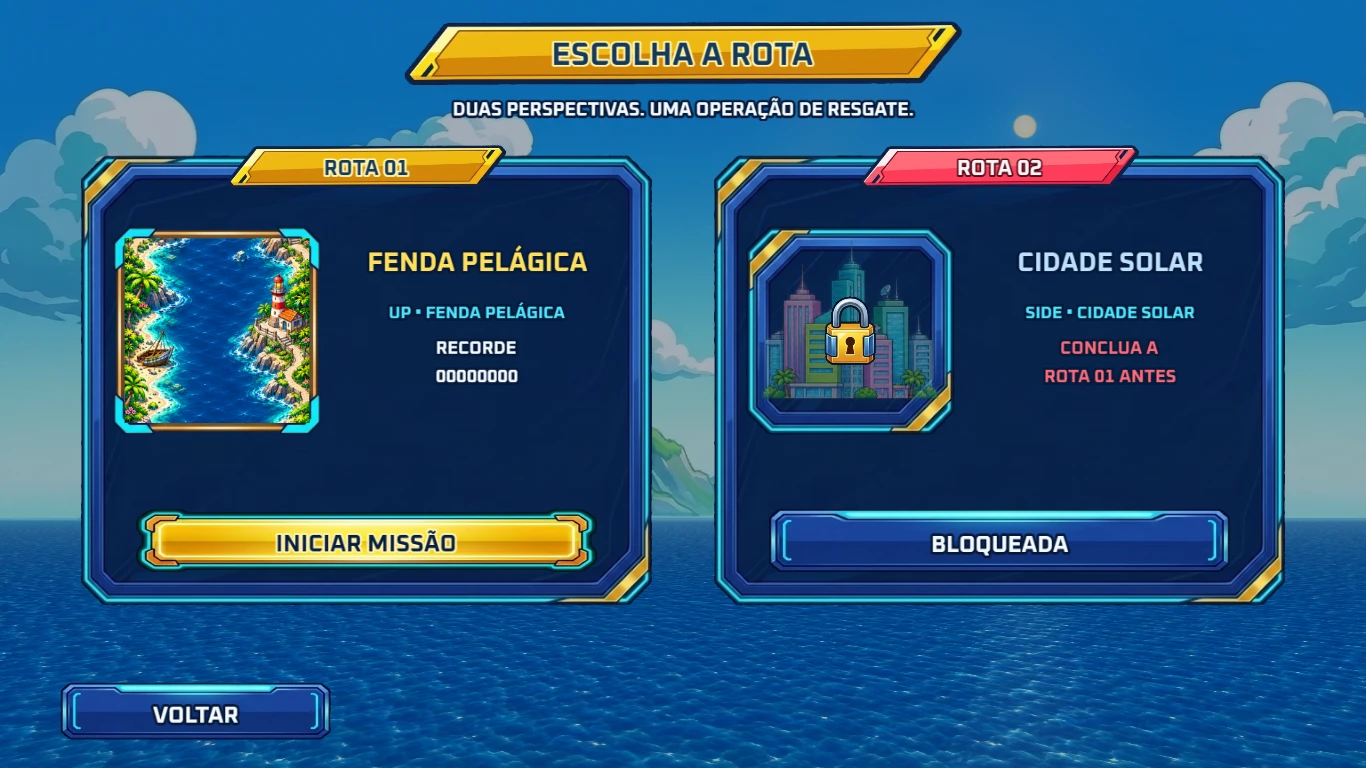 ESCOLHA A ROTA
DUAS PERSPECTIVAS. UMA OPERAÇÃO DE RESGATE.
ROTA 01
FENDA PELÁGICA
UP • FENDA PELÁGICA
RECORDE
00000000
INICIAR MISSÃO
ROTA 02
CIDADE SOLAR
SIDE • CIDADE SOLAR
CONCLUA A
ROTA 01 ANTES
BLOQUEADA
VOLTAR